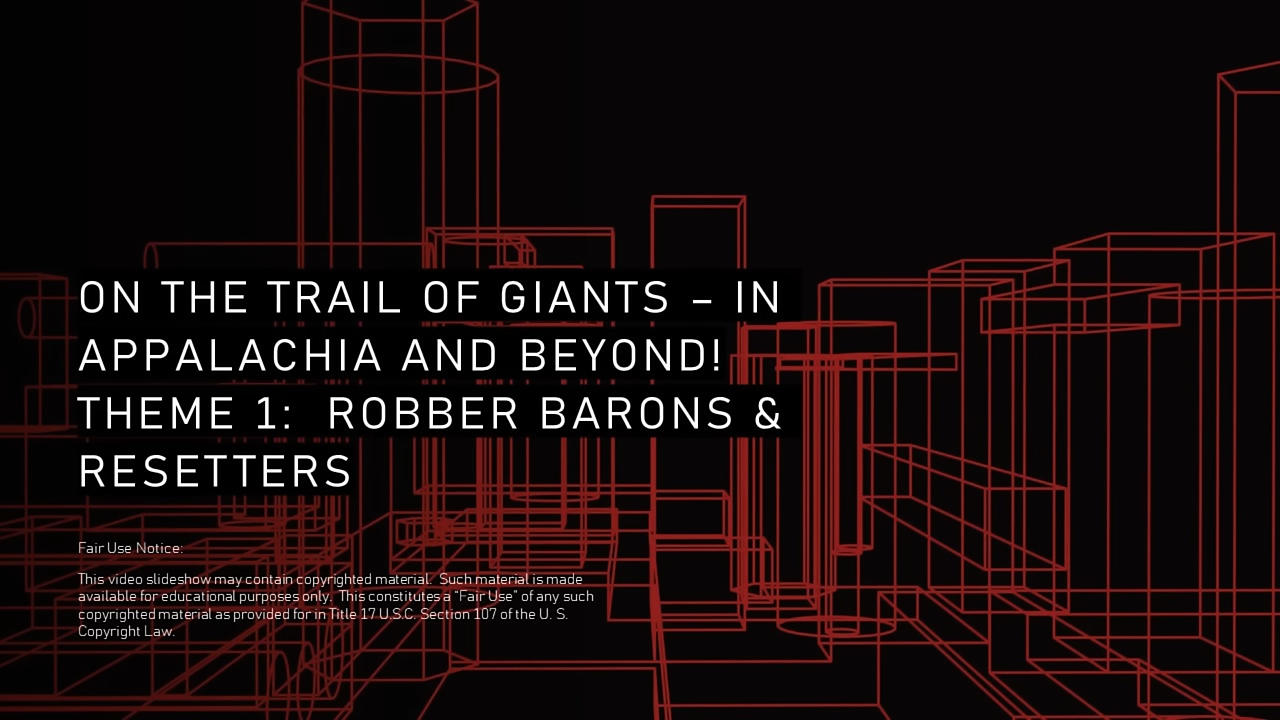 ON THE TRAIL OF GIANTS – IN
APPALACHIA AND BEYOND!
THEME 1:  ROBBER BARONS &
RESETTERS
Fair Use Notice:
This video slideshow may contain copyrighted material.  Such material is made
available for educational purposes only.  This constitutes a “Fair Use” of any such
copyrighted material as provided for in Title 17 U.S.C. Section 107 of the U. S.
Copyright Law.